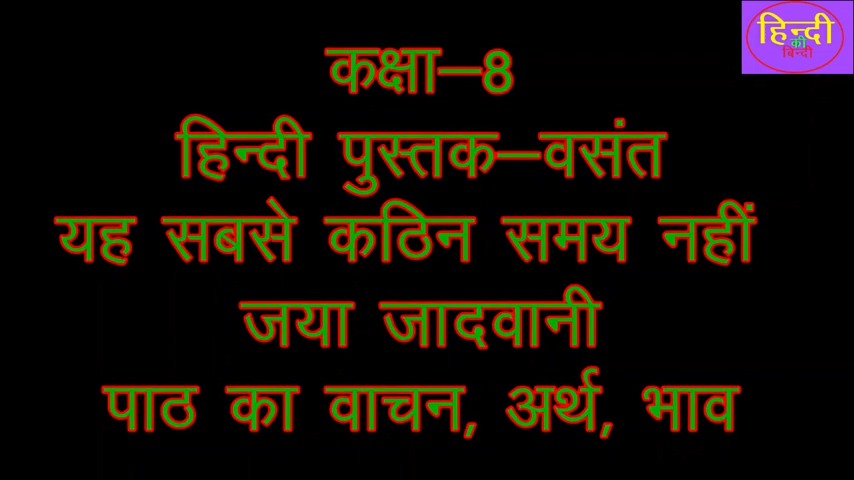 हिन्दी
की
बिन्दी
कक्षा–8
हिन्दी पुस्तक–वसंत
यह सबसे कठिन समय नहीं
जया जादवानी
पाठ का वाचन, अर्थ, भाव